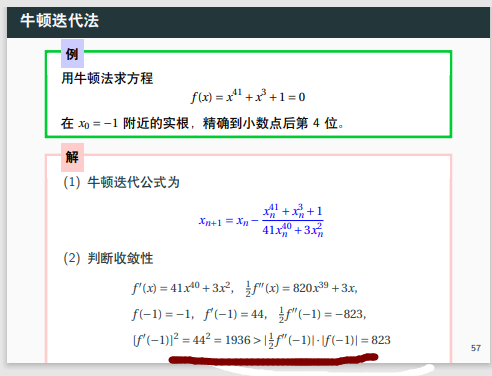 牛顿迭代法
例
用牛顿法求方程
f(x) = x^{41} + x^3 + 1 = 0
在 x_0 = −1 附近的实根，精确到小数点后第 4 位。
解
(1) 牛顿迭代公式为
x_{n+1} = x_n − \frac{x_n^{41} + x_n^3 + 1}{41x_n^{40} + 3x_n^2}
(2) 判断收敛性
f′(x) = 41x^{40} + 3x^2, \frac{1}{2}f″(x) = 820x^{39} + 3x,
f(−1) = −1, f′(−1) = 44, \frac{1}{2}f″(−1) = −823,
[f′(−1)]^2 = 44^2 = 1936 > |\frac{1}{2}f″(−1)| · |f(−1)| = 823
57